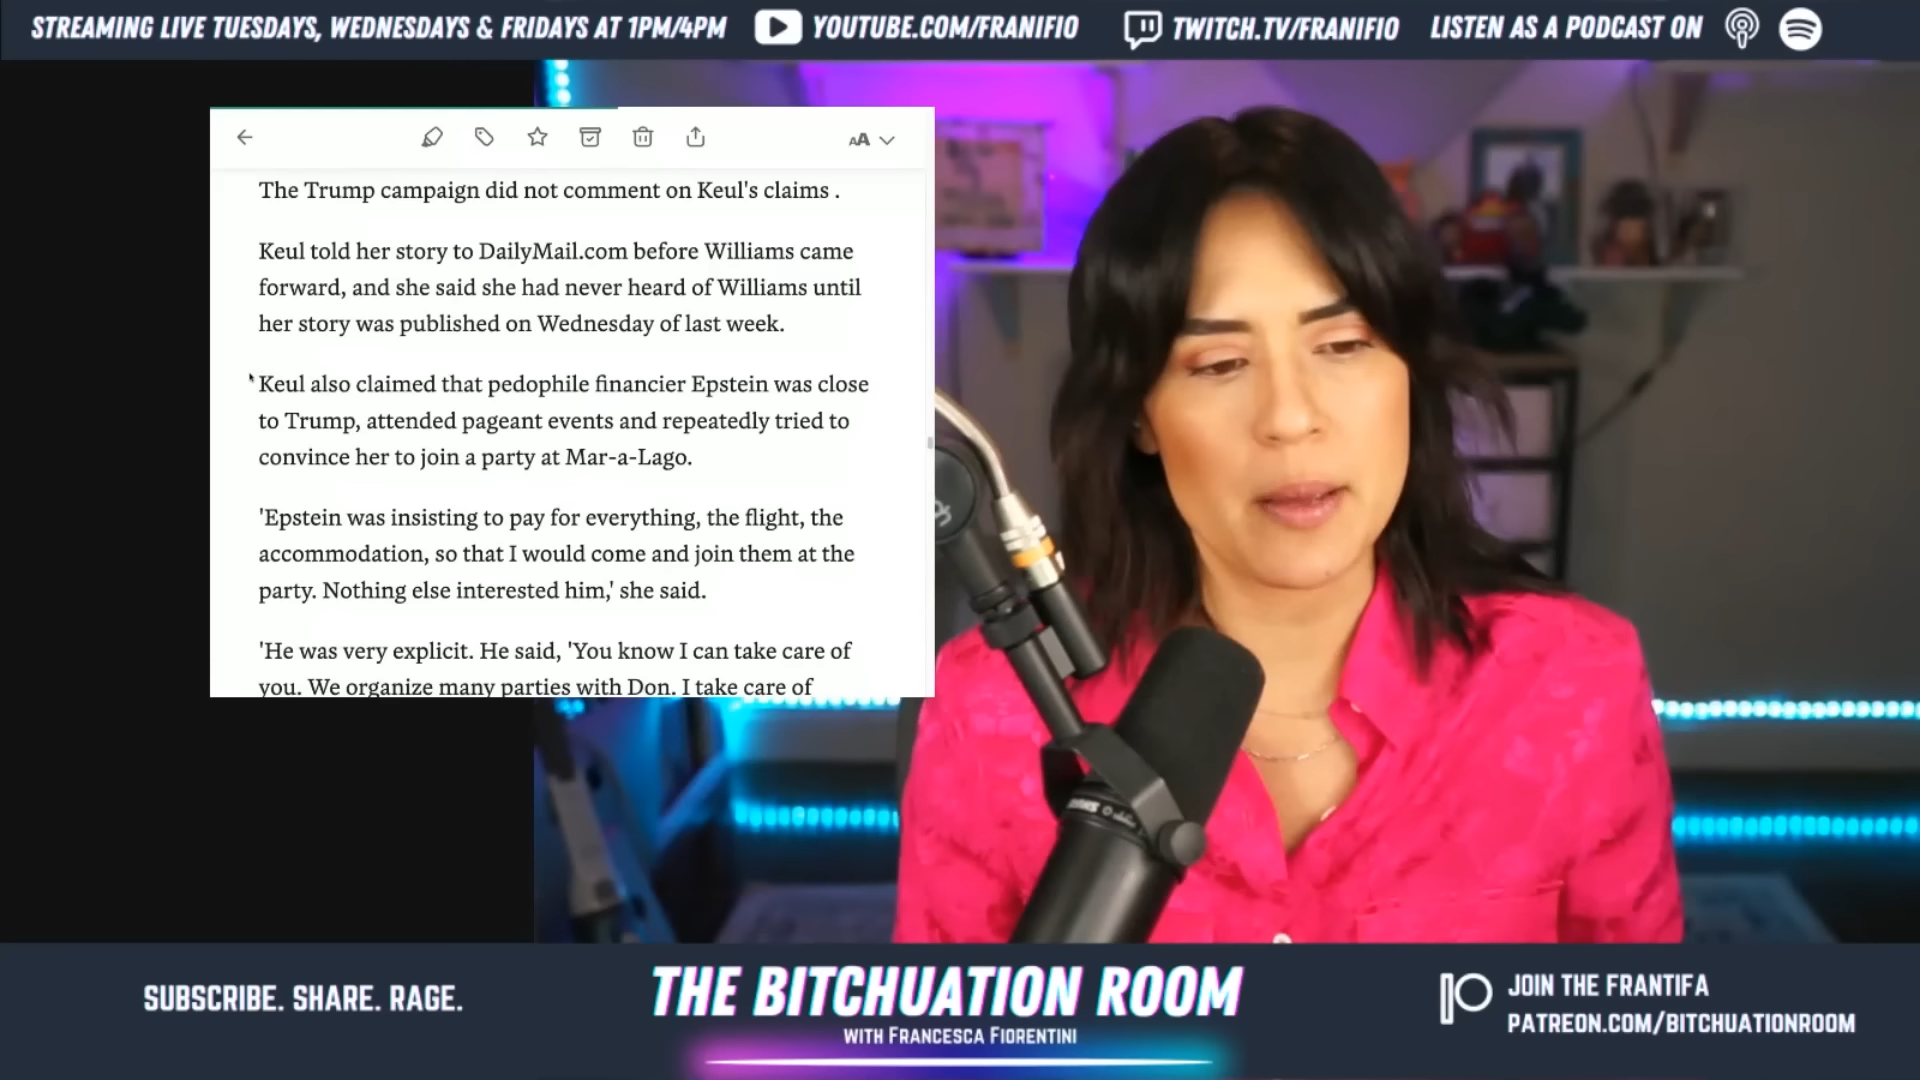 STREAMING LIVE TUESDAYS, WEDNESDAYS & FRIDAYS AT 1PM/4PM
YOUTUBE.COM/FRANIFIO
TWITCH.TV/FRANIFIO
LISTEN AS A PODCAST ON
AA
The Trump campaign did not comment on Keul's claims .
Keul told her story to DailyMail.com before Williams came
forward, and she said she had never heard of Williams until
her story was published on Wednesday of last week.
Keul also claimed that pedophile financier Epstein was close
to Trump, attended pageant events and repeatedly tried to
convince her to join a party at Mar-a-Lago.
'Epstein was insisting to pay for everything, the flight, the
accommodation, so that I would come and join them at the
party. Nothing else interested him,' she said.
'He was very explicit. He said, 'You know I can take care of
you. We organize many parties with Don. I take care of
SUBSCRIBE. SHARE. RAGE.
THE BITCHUATION ROOM
WITH FRANCESCA FIORENTINI
JOIN THE FRANTIFA
PATREON.COM/BITCHUATIONROOM